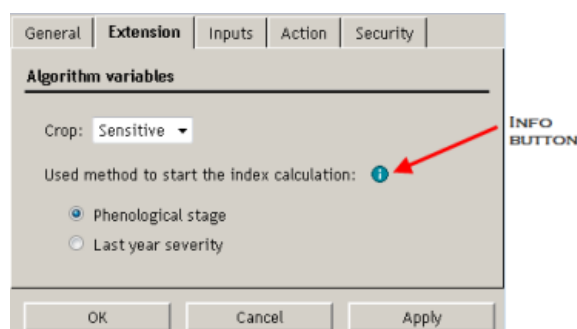 General Extension Inputs Action Security
Algorithm variables
Crop: Sensitive
INFO
BUTTON
Used method to start the index calculation: i
Phenological stage
Last year severity
OK Cancel Apply